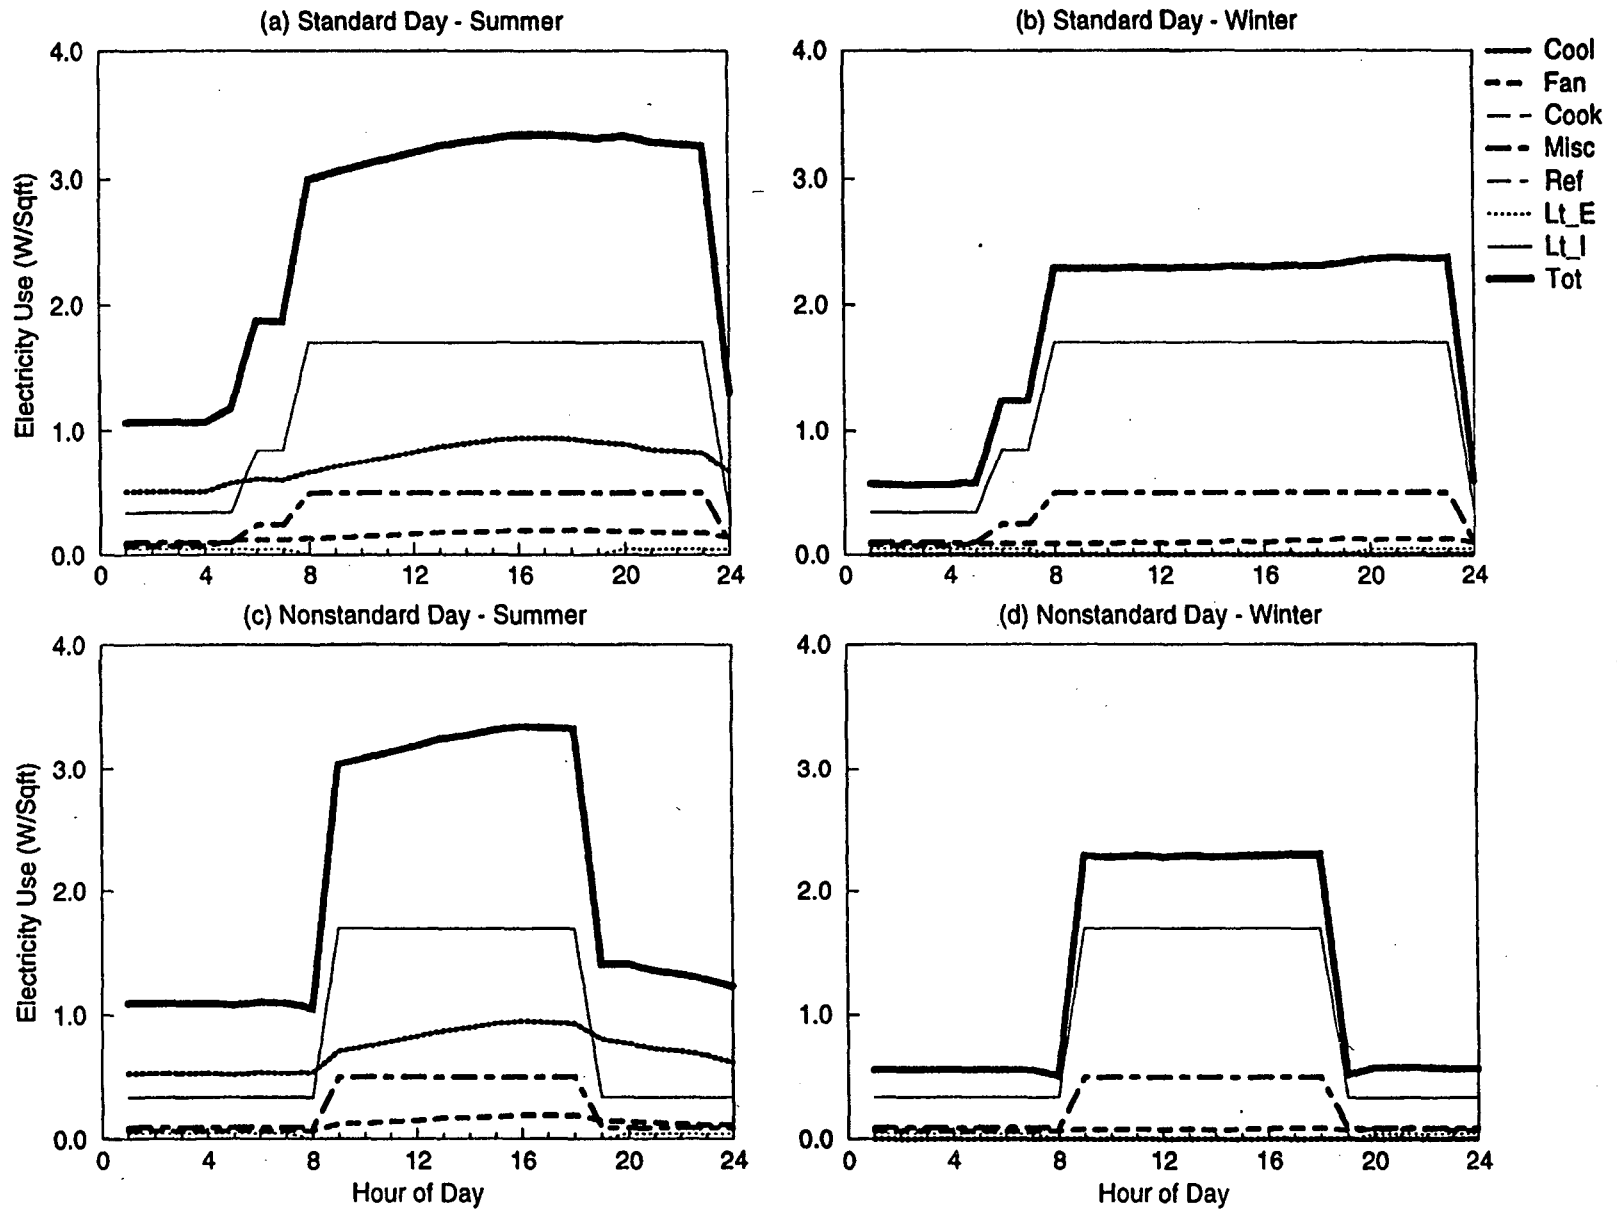 (a) Standard Day - Summer
(b) Standard Day - Winter
Cool
Fan
Cook
Misc
Ref
Lt_E
Lt_I
Tot
Electricity Use (W/Sqft)
4.0
3.0
2.0
1.0
0.0
0 4 8 12 16 20 24
4.0
3.0
2.0
1.0
0.0
0 4 8 12 16 20 24
(c) Nonstandard Day - Summer
(d) Nonstandard Day - Winter
Electricity Use (W/Sqft)
4.0
3.0
2.0
1.0
0.0
0 4 8 12 16 20 24
Hour of Day
4.0
3.0
2.0
1.0
0.0
0 4 8 12 16 20 24
Hour of Day